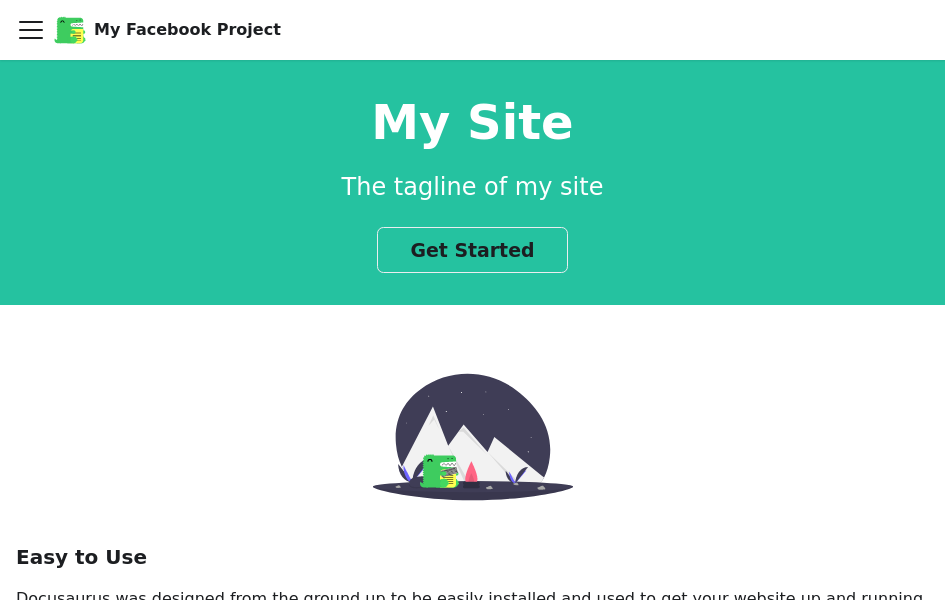 My Facebook Project
My Site
The tagline of my site
Get Started
Easy to Use
Docusaurus was designed from the ground up to be easily installed and used to get your website up and running